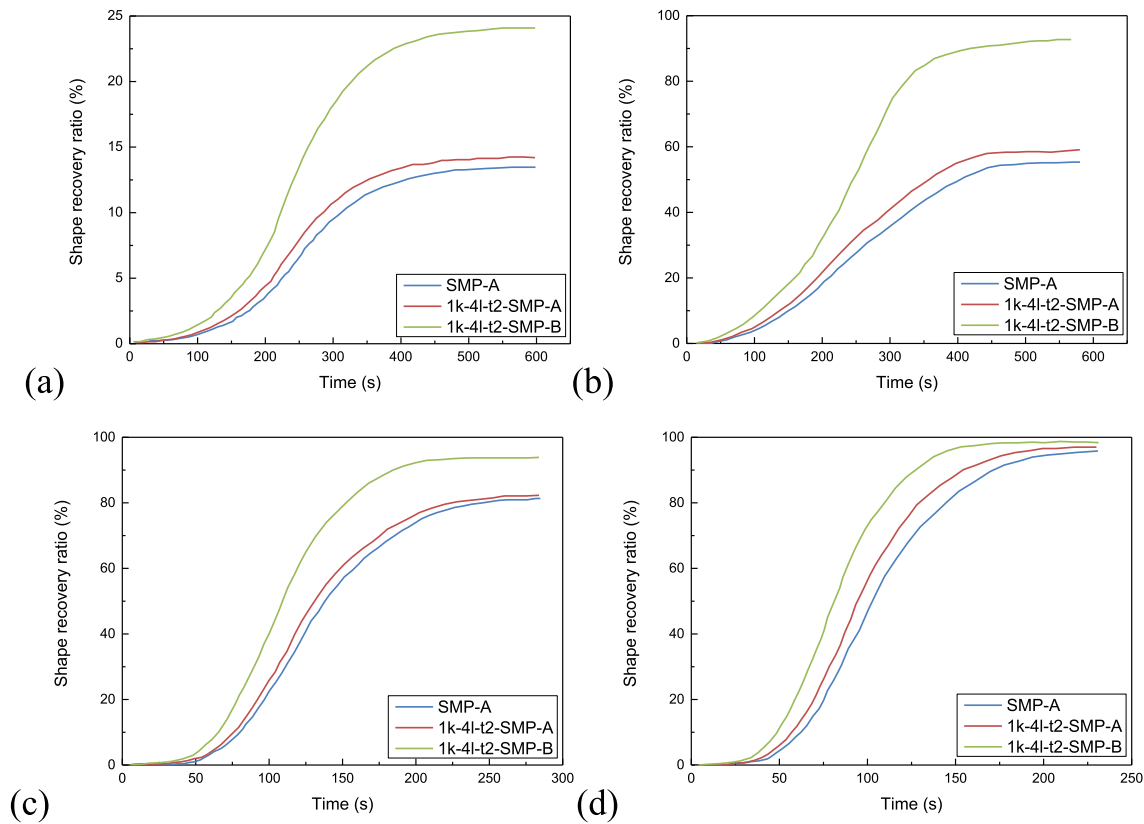 25
20
15
10
5
0
Shape recovery ratio (%)
0 100 200 300 400 500 600
Time (s)
SMP-A
1k-4l-t2-SMP-A
1k-4l-t2-SMP-B
(a)
100
80
60
40
20
0
Shape recovery ratio (%)
0 100 200 300 400 500 600
Time (s)
SMP-A
1k-4l-t2-SMP-A
1k-4l-t2-SMP-B
(b)
100
80
60
40
20
0
Shape recovery ratio (%)
0 50 100 150 200 250 300
Time (s)
SMP-A
1k-4l-t2-SMP-A
1k-4l-t2-SMP-B
(c)
100
80
60
40
20
0
Shape recovery ratio (%)
0 50 100 150 200 250
Time (s)
SMP-A
1k-4l-t2-SMP-A
1k-4l-t2-SMP-B
(d)